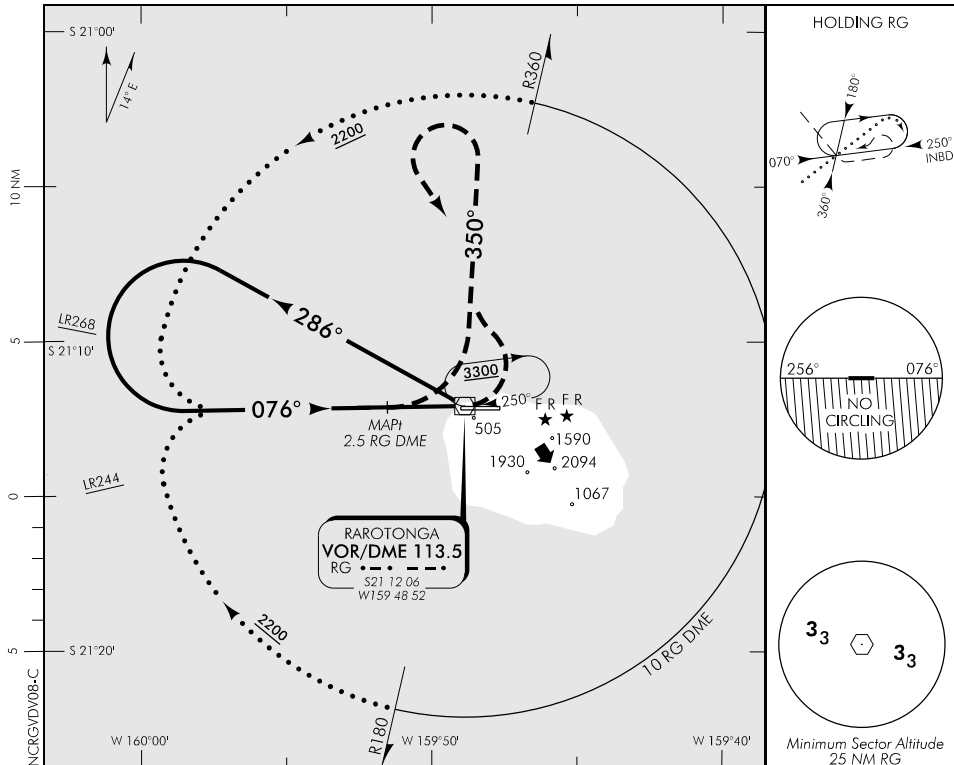 S 21°00'
14° E
R360
2200
10 NM
350°
286°
LR268
5
S 21°10'
3300
250°
076°
MAPt
2.5 RG DME
F R F R
505
1590
1930
2094
1067
LR244
0
RAROTONGA
VOR/DME 113.5
RG
S21 12 06
W159 48 52
2200
10 RG DME
5
S 21°20'
R180
NCRGVDV08-C
W 160°00'
W 159°50'
W 159°40'
HOLDING RG
180°
070°
250°
INBD
360°
256°
076°
NO
CIRCLING
3 3
3 3
Minimum Sector Altitude
25 NM RG